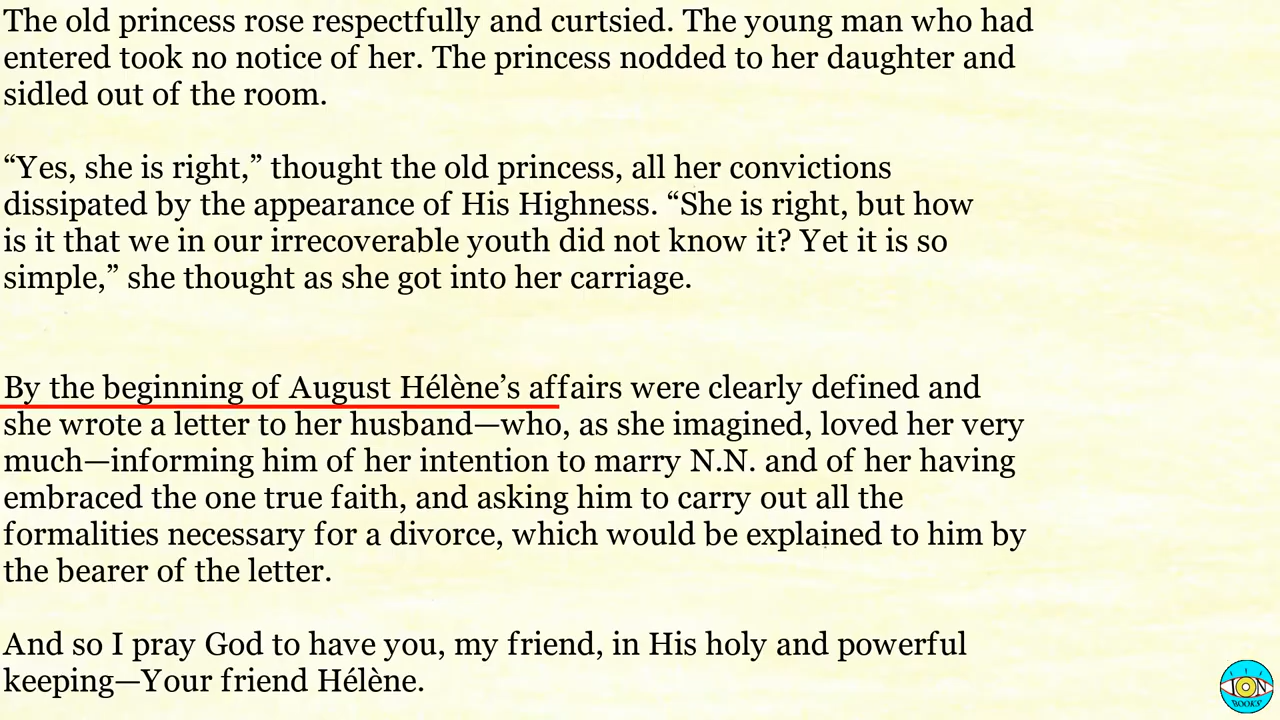 The old princess rose respectfully and curtsied. The young man who had
entered took no notice of her. The princess nodded to her daughter and
sidled out of the room.
“Yes, she is right,” thought the old princess, all her convictions
dissipated by the appearance of His Highness. “She is right, but how
is it that we in our irrecoverable youth did not know it? Yet it is so
simple,” she thought as she got into her carriage.
By the beginning of August Hélène’s affairs were clearly defined and
she wrote a letter to her husband—who, as she imagined, loved her very
much—informing him of her intention to marry N.N. and of her having
embraced the one true faith, and asking him to carry out all the
formalities necessary for a divorce, which would be explained to him by
the bearer of the letter.
And so I pray God to have you, my friend, in His holy and powerful
keeping—Your friend Hélène.
ION
BOOKS